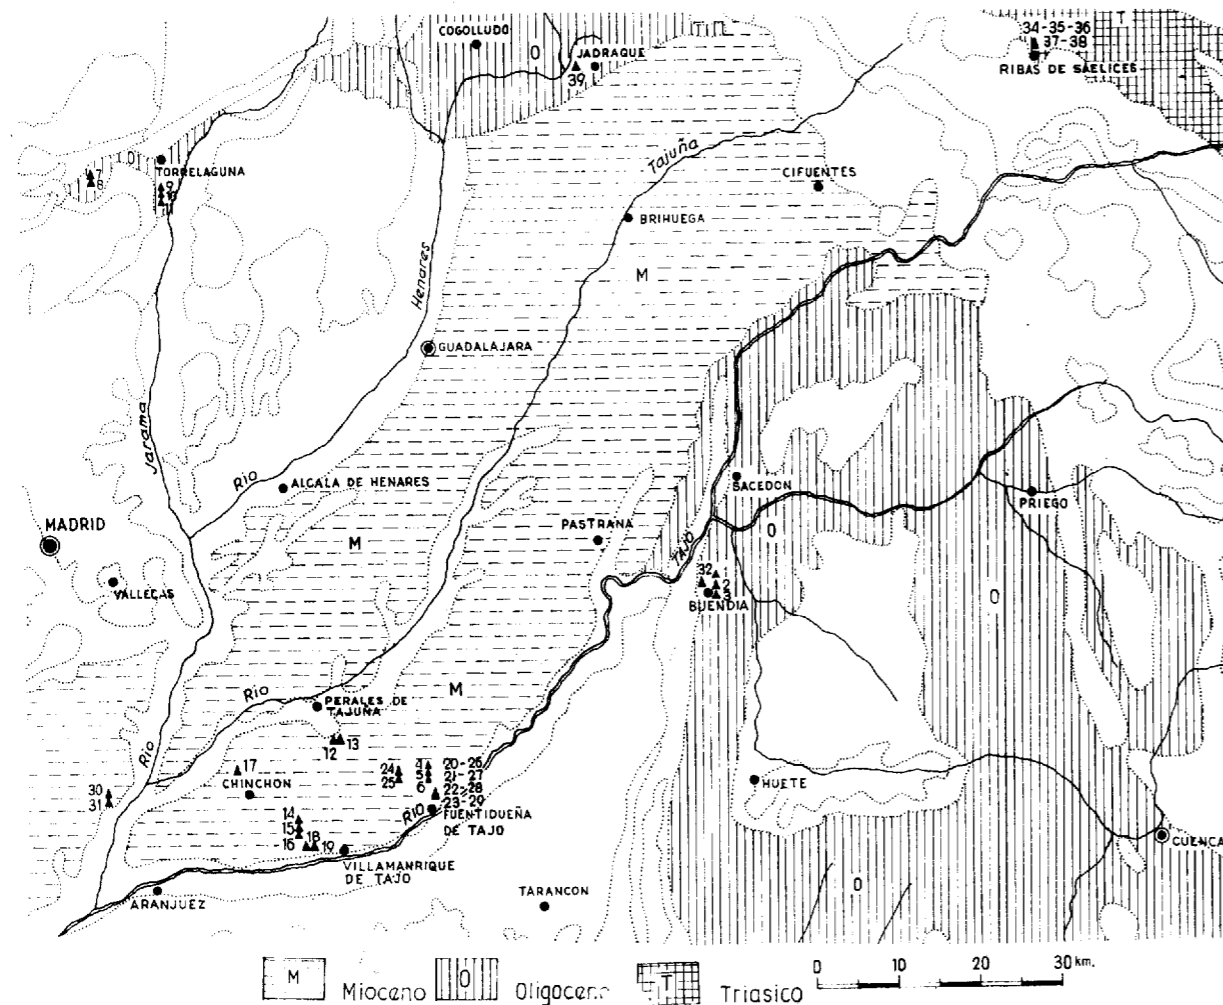 COGOLLUDO
O
JADRAQUE
39
T
34-35-36
37-38
RIBAS DE SAELICES
O
TORRELAGUNA
7
8
9
10
11
Tajuña
CIFUENTES
BRIHUEGA
M
Henares
GUADALAJARA
Jarama
RIO
ALCALA DE HENARES
SACEDON
PRIEGO
MADRID
M
PASTRANA
TAJO
O
VALLECAS
32
1
2
3
BUENDIA
O
M
Rio
PERALES DE
TAJUÑA
12
13
Rio
17
CHINCHON
24
25
4
5
6
20-26
21-27
22-28
23-29
HUETE
30
31
RIO
FUENTIDUEÑA
DE TAJO
14
15
16
18
19
VILLAMANRIQUE
DE TAJO
CUENCA
ARANJUEZ
TARANCON
O
M Mioceno
O Oligoceno
T Triasico
0 10 20 30 km.